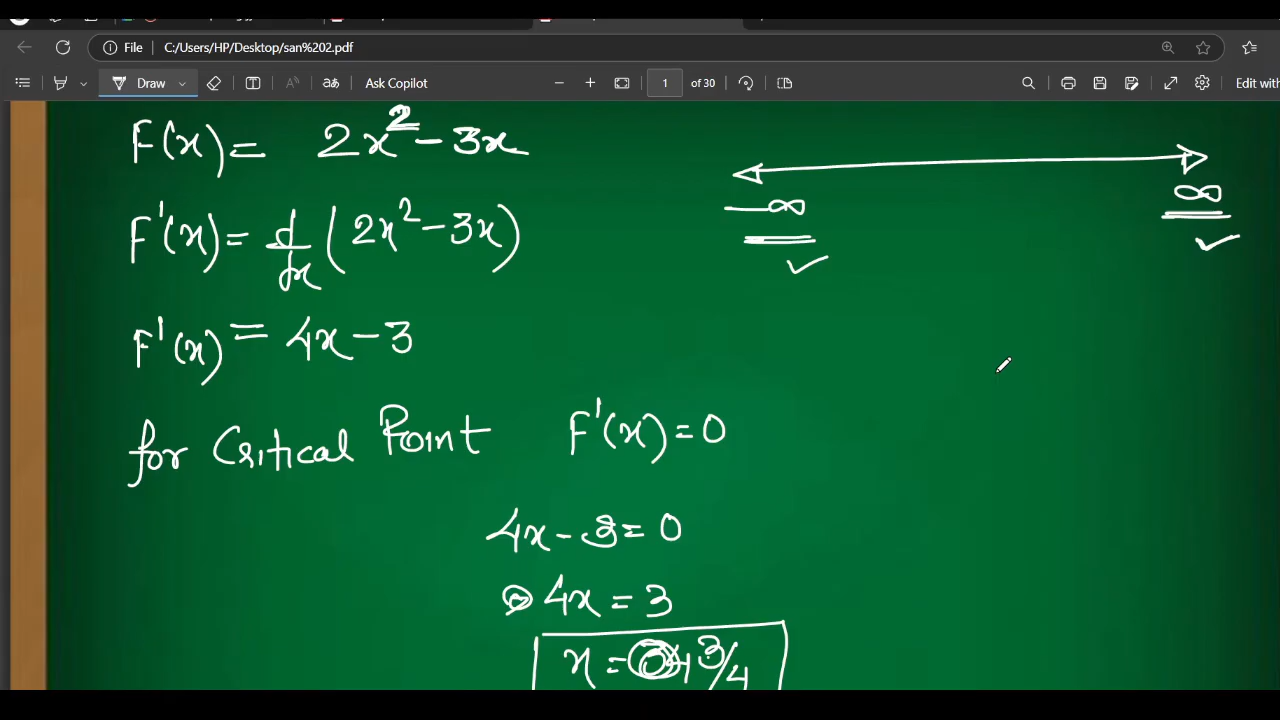 File C:/Users/HP/Desktop/san%202.pdf
Draw Ask Copilot 1 of 30 Edit with
F(x) = 2x² - 3x
-∞ ∞
F'(x) = d/dx (2x² - 3x)
F'(x) = 4x - 3
for Critical Point F'(x) = 0
4x - 3 = 0
4x = 3
x = 3/4